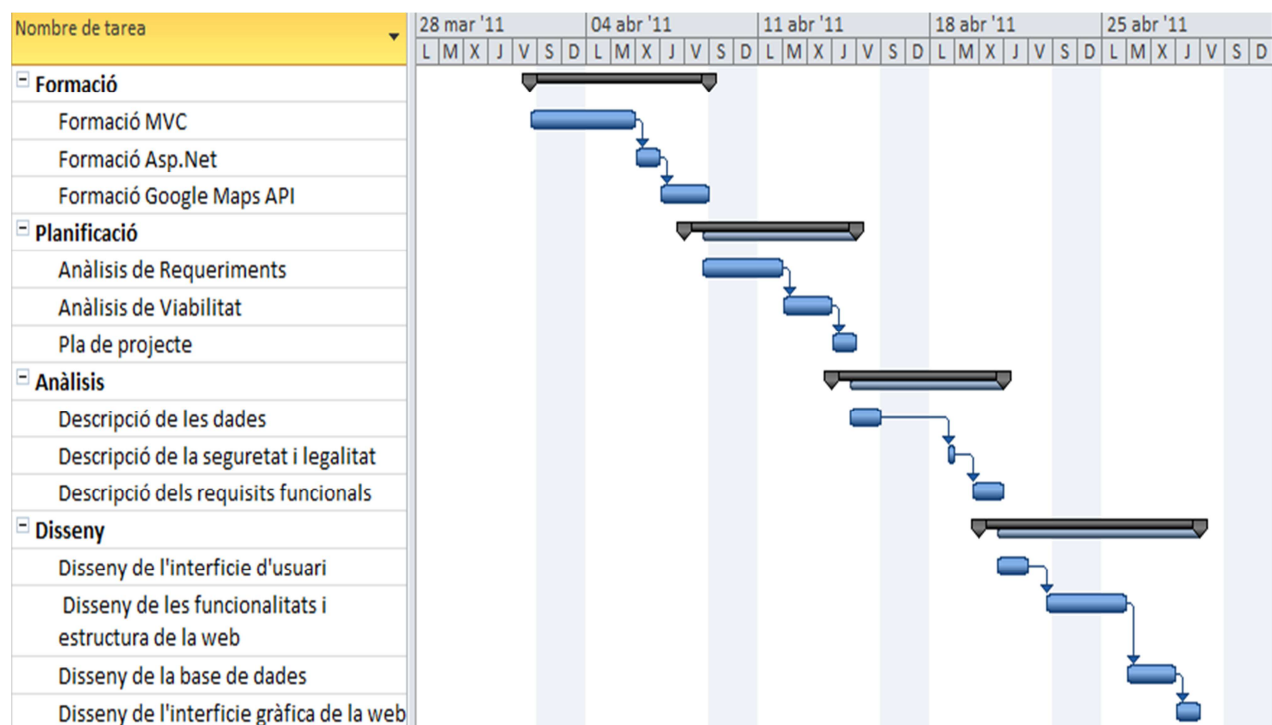 Nombre de tarea
28 mar '11 04 abr '11 11 abr '11 18 abr '11 25 abr '11
L M X J V S D L M X J V S D L M X J V S D L M X J V S D L M X J V S D
Formació
Formació MVC
Formació Asp.Net
Formació Google Maps API
Planificació
Anàlisis de Requeriments
Anàlisis de Viabilitat
Pla de projecte
Anàlisis
Descripció de les dades
Descripció de la seguretat i legalitat
Descripció dels requisits funcionals
Disseny
Disseny de l'interficie d'usuari
Disseny de les funcionalitats i
estructura de la web
Disseny de la base de dades
Disseny de l'interficie gràfica de la web